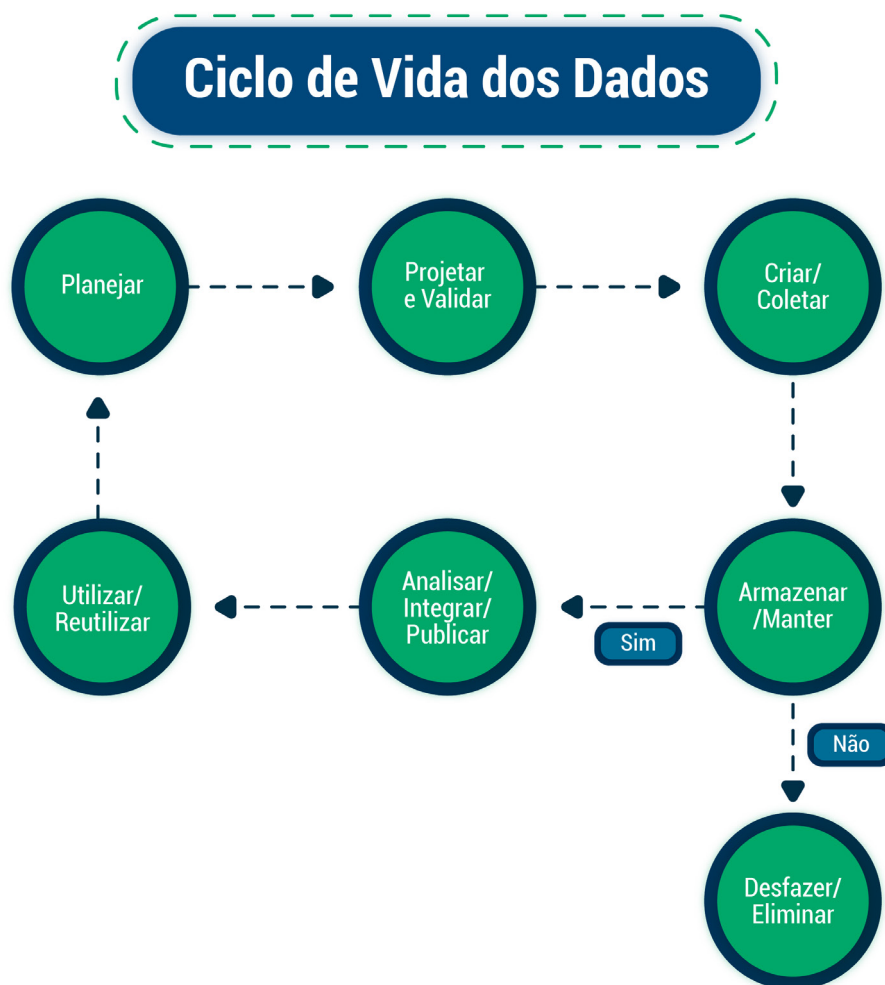 Ciclo de Vida dos Dados
Planejar
Projetar
e Validar
Criar/
Coletar
Utilizar/
Reutilizar
Analisar/
Integrar/
Publicar
Sim
Armazenar
/Manter
Não
Desfazer/
Eliminar